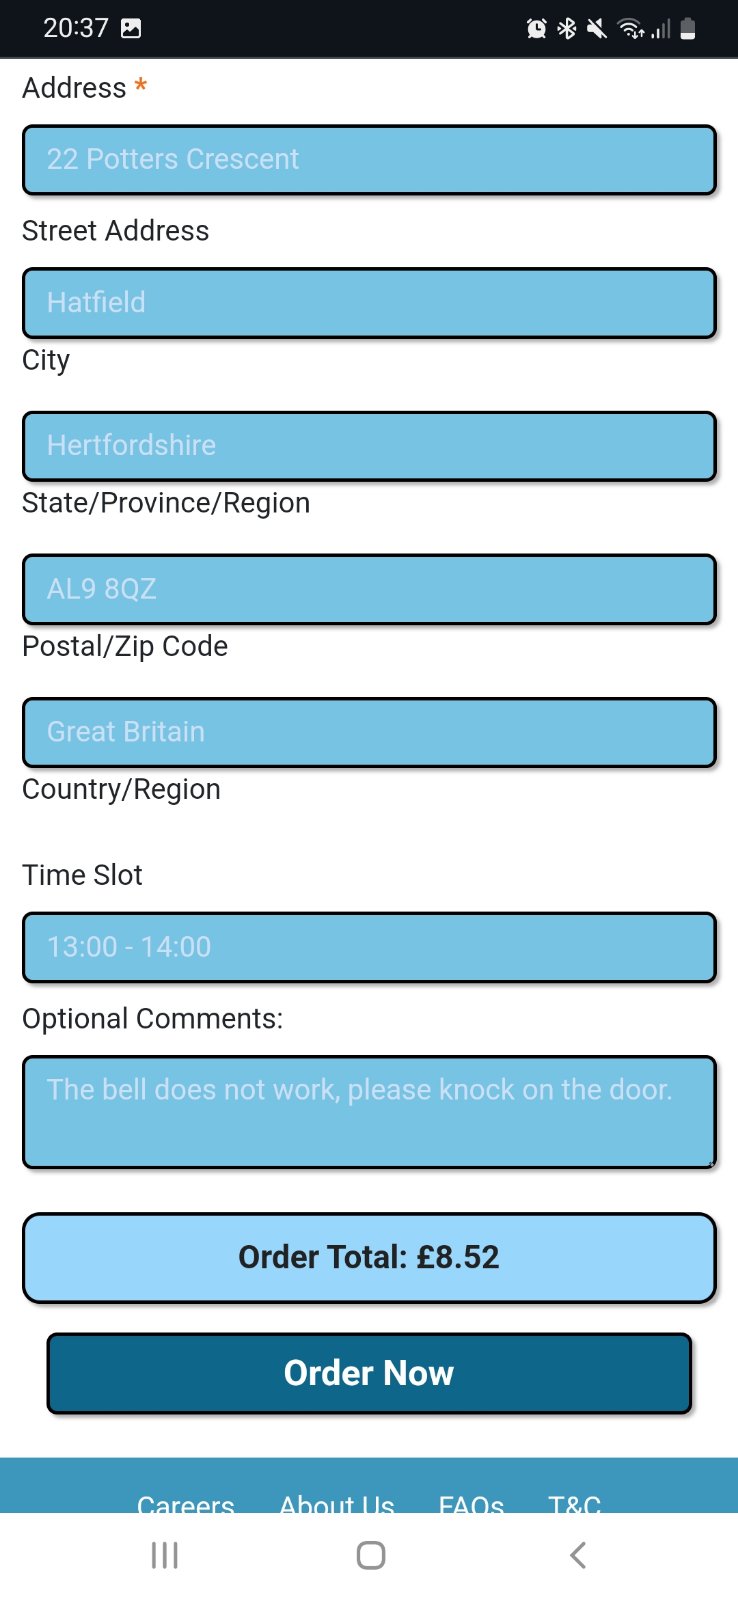 20:37
Address *
22 Potters Crescent
Street Address
Hatfield
City
Hertfordshire
State/Province/Region
AL9 8QZ
Postal/Zip Code
Great Britain
Country/Region
Time Slot
13:00 - 14:00
Optional Comments:
The bell does not work, please knock on the door.
Order Total: £8.52
Order Now
Careers About Us FAQs T&C